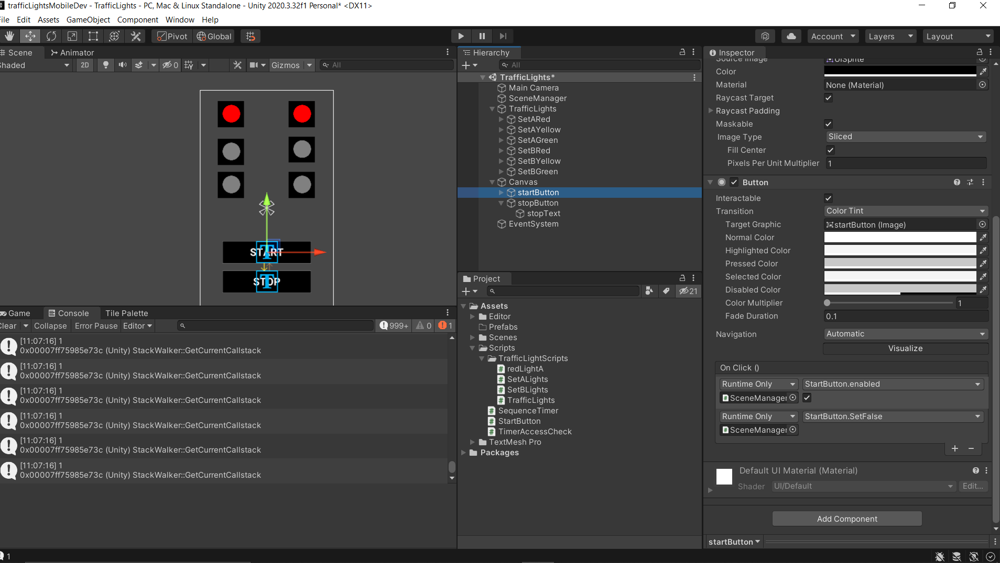 trafficLightsMobileDev - TrafficLights - PC, Mac & Linux Standalone - Unity 2020.3.32f1 Personal* <DX11>
ile Edit Assets GameObject Component Window Help
Pivot Global Account Layers Layout
Scene Animator
haded 2D 0 Gizmos All
START
STOP
Hierarchy
All
TrafficLights*
Main Camera
SceneManager
TrafficLights
SetARed
SetAYellow
SetAGreen
SetBRed
SetBYellow
SetBGreen
Canvas
startButton
stopButton
stopText
EventSystem
Project
21
Assets
Editor
Prefabs
Scenes
Scripts
TrafficLightScripts
redLightA
SetALights
SetBLights
TrafficLights
SequenceTimer
StartButton
TimerAccessCheck
TextMesh Pro
Packages
Game Console Tile Palette
lear Collapse Error Pause Editor 999+ 0 1
[11:07:16] 1
0x00007ff75985e73c (Unity) StackWalker::GetCurrentCallstack
[11:07:16] 1
0x00007ff75985e73c (Unity) StackWalker::GetCurrentCallstack
[11:07:16] 1
0x00007ff75985e73c (Unity) StackWalker::GetCurrentCallstack
[11:07:16] 1
0x00007ff75985e73c (Unity) StackWalker::GetCurrentCallstack
[11:07:16] 1
0x00007ff75985e73c (Unity) StackWalker::GetCurrentCallstack
[11:07:16] 1
0x00007ff75985e73c (Unity) StackWalker::GetCurrentCallstack
1
Inspector
Source Image UISprite
Color
Material None (Material)
Raycast Target
Raycast Padding
Maskable
Image Type Sliced
Fill Center
Pixels Per Unit Multiplier 1
Button
Interactable
Transition Color Tint
Target Graphic startButton (Image)
Normal Color
Highlighted Color
Pressed Color
Selected Color
Disabled Color
Color Multiplier 1
Fade Duration 0.1
Navigation Automatic
Visualize
On Click ()
Runtime Only StartButton.enabled
SceneManager
Runtime Only StartButton.SetFalse
SceneManager
+ −
Default UI Material (Material)
Shader UI/Default Edit...
Add Component
startButton